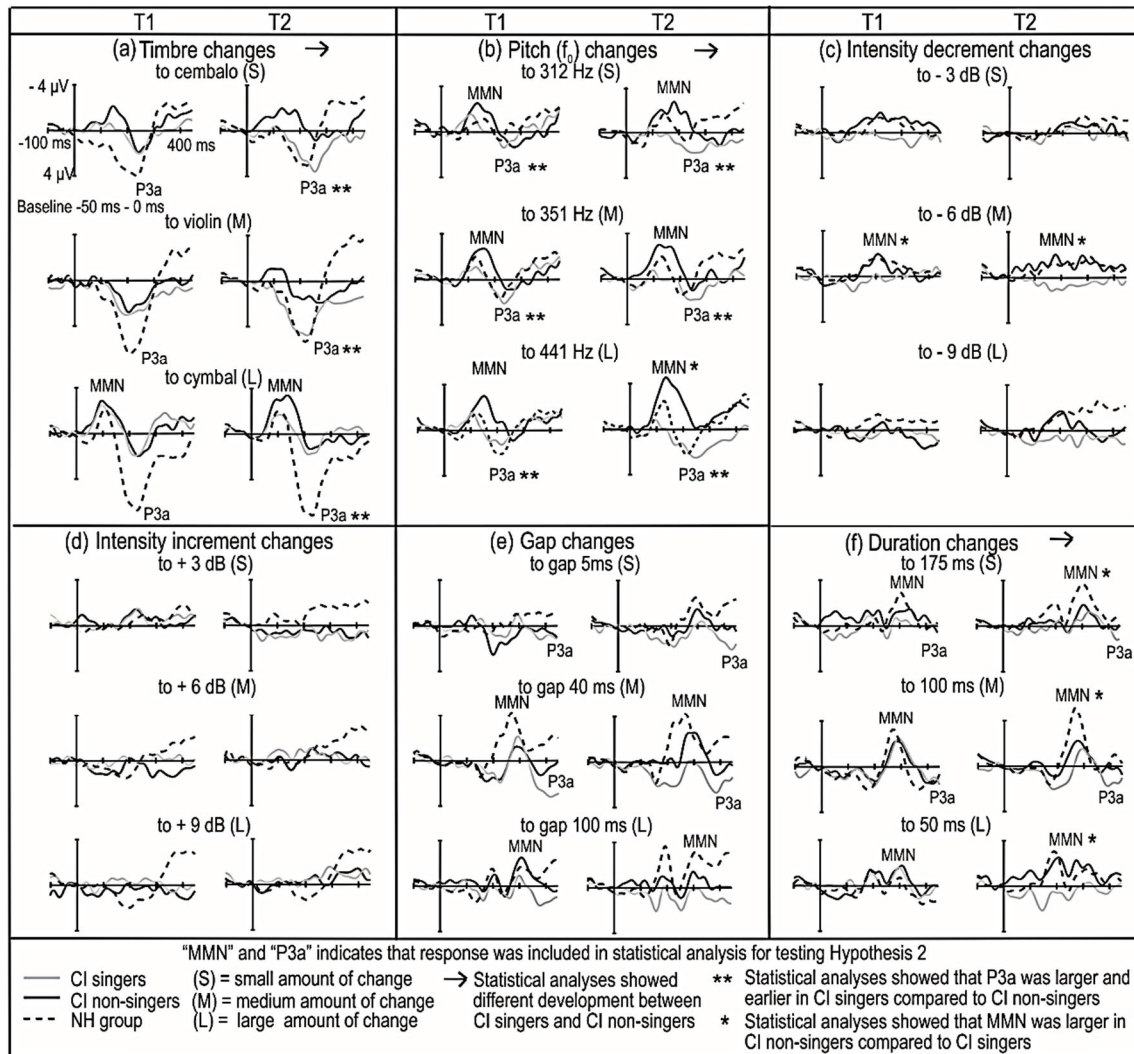 T1 T2 T1 T2 T1 T2
(a) Timbre changes →
to cembalo (S)
- 4 µV
-100 ms
400 ms
4 µV
P3a
P3a **
Baseline -50 ms - 0 ms
to violin (M)
P3a
P3a **
to cymbal (L)
MMN MMN
P3a
P3a **
(b) Pitch (f0) changes →
to 312 Hz (S)
MMN MMN
P3a ** P3a **
to 351 Hz (M)
MMN MMN
P3a ** P3a **
to 441 Hz (L)
MMN MMN *
P3a ** P3a **
(c) Intensity decrement changes
to - 3 dB (S)
to - 6 dB (M)
MMN * MMN *
to - 9 dB (L)
(d) Intensity increment changes
to + 3 dB (S)
to + 6 dB (M)
to + 9 dB (L)
(e) Gap changes
to gap 5ms (S)
P3a P3a
to gap 40 ms (M)
MMN MMN
P3a P3a
to gap 100 ms (L)
MMN MMN
(f) Duration changes →
to 175 ms (S)
MMN MMN *
P3a P3a
to 100 ms (M)
MMN MMN *
P3a P3a
to 50 ms (L)
MMN MMN *
"MMN" and "P3a" indicates that response was included in statistical analysis for testing Hypothesis 2
CI singers
CI non-singers
NH group
(S) = small amount of change
(M) = medium amount of change
(L) = large amount of change
→ Statistical analyses showed
different development between
CI singers and CI non-singers
** Statistical analyses showed that P3a was larger and
earlier in CI singers compared to CI non-singers
* Statistical analyses showed that MMN was larger in
CI non-singers compared to CI singers